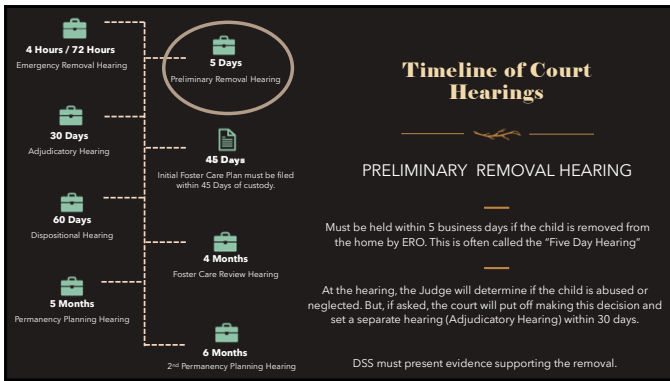 4 Hours / 72 Hours
Emergency Removal Hearing
5 Days
Preliminary Removal Hearing
30 Days
Adjudicatory Hearing
45 Days
Initial Foster Care Plan must be filed
within 45 Days of custody.
60 Days
Dispositional Hearing
4 Months
Foster Care Review Hearing
5 Months
Permanency Planning Hearing
6 Months
2nd Permanency Planning Hearing
Timeline of Court
Hearings
PRELIMINARY REMOVAL HEARING
Must be held within 5 business days if the child is removed from
the home by ERO. This is often called the “Five Day Hearing”
At the hearing, the Judge will determine if the child is abused or
neglected. But, if asked, the court will put off making this decision and
set a separate hearing (Adjudicatory Hearing) within 30 days.
DSS must present evidence supporting the removal.